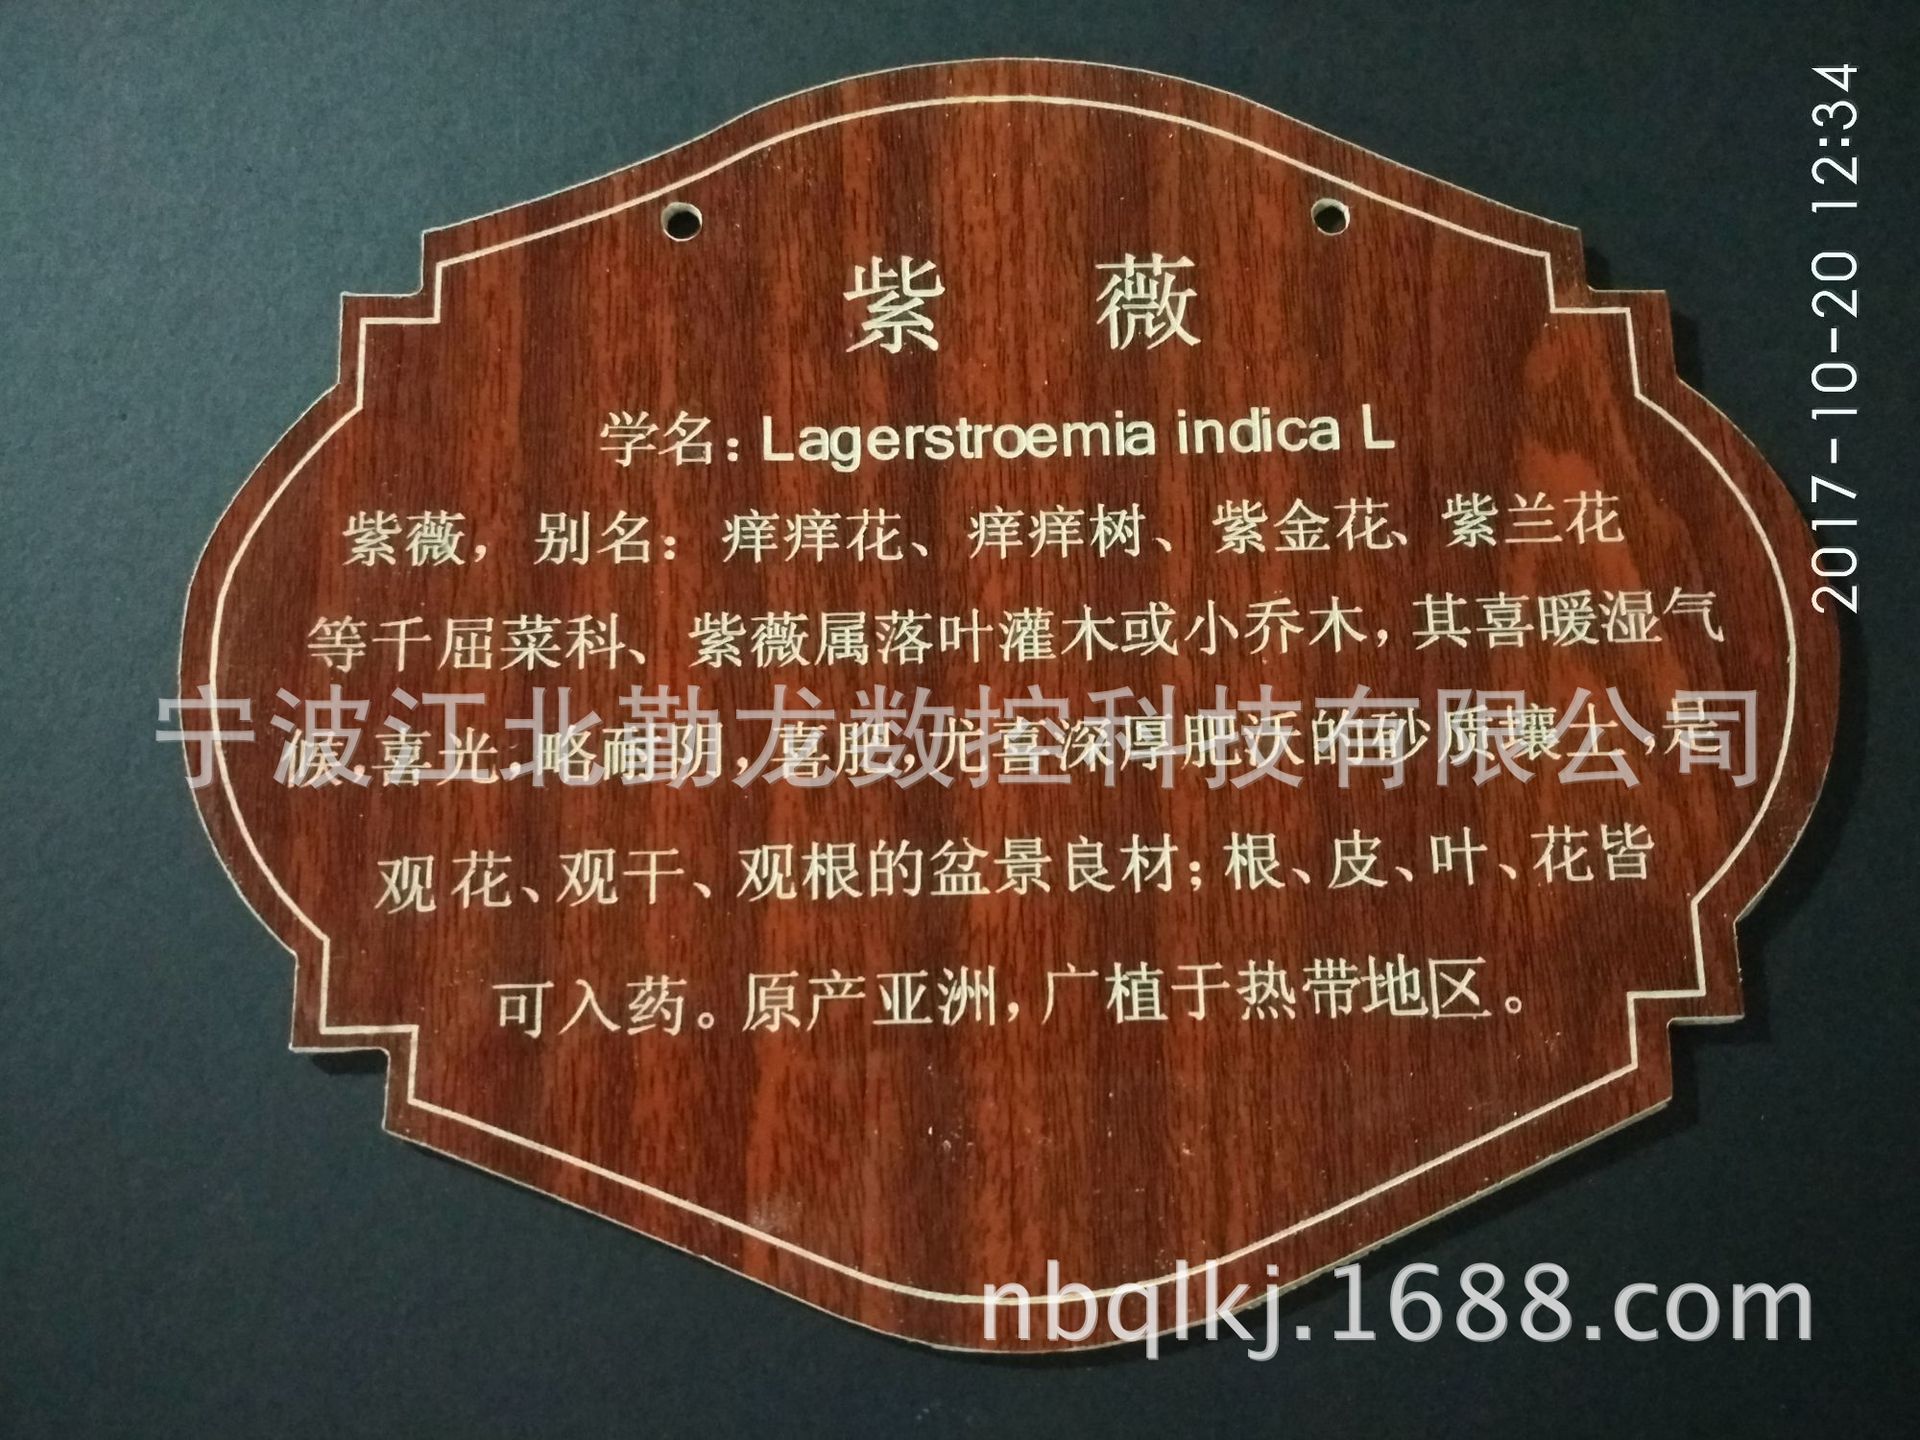 紫 薇
学名：Lagerstroemia indica L
紫薇，别名：痒痒花、痒痒树、紫金花、紫兰花
等千屈菜科、紫薇属落叶灌木或小乔木，其喜暖湿气
候，喜光，略耐阴，喜肥，尤喜深厚肥沃的砂质壤土，是
观花、观干、观根的盆景良材；根、皮、叶、花皆
可入药。原产亚洲，广植于热带地区。
宁波江北勤龙数控科技有限公司
nbqlkj.1688.com
2017-10-20 12:34